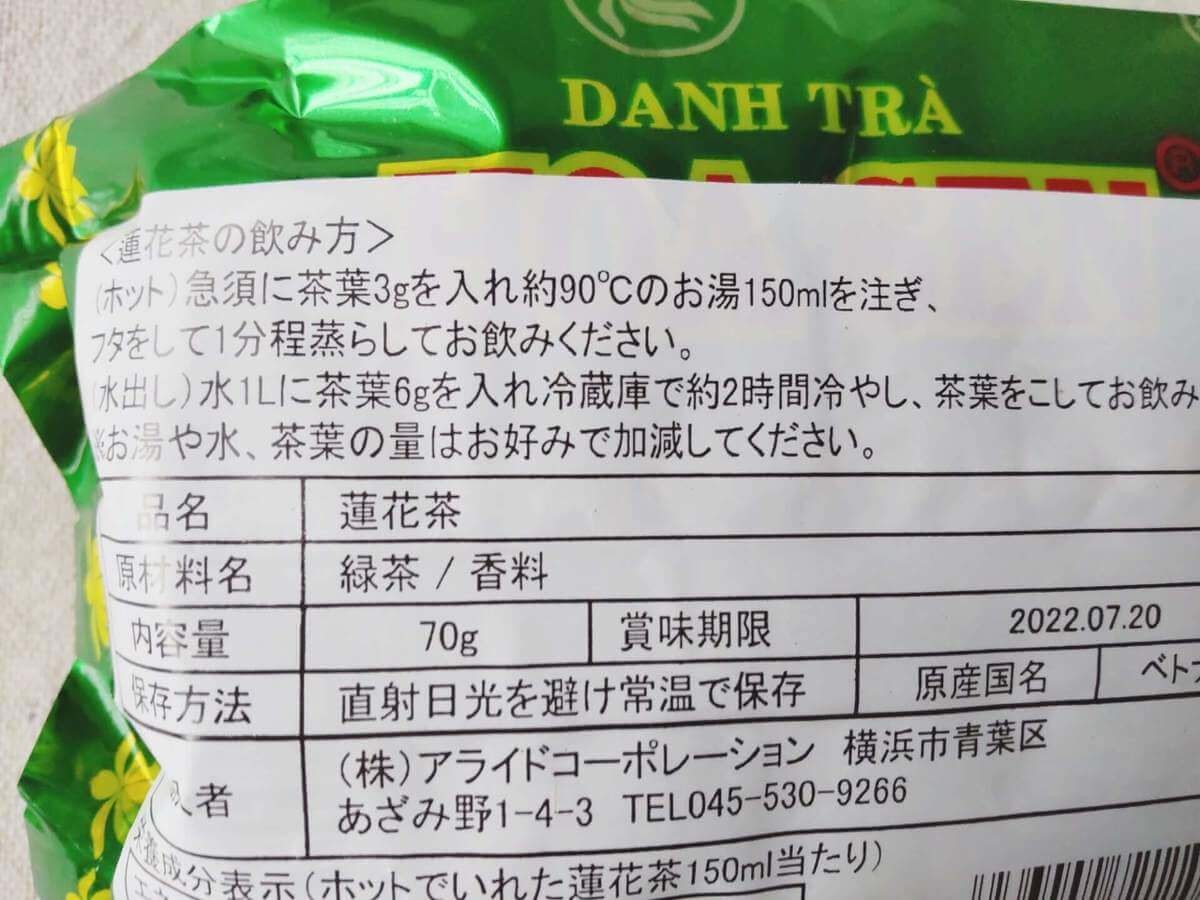 DANH TRÀ
<蓮花茶の飲み方>
(ホット)急須に茶葉3gを入れ約90℃のお湯150mlを注ぎ、
フタをして1分程蒸らしてお飲みください。
(水出し)水1Lに茶葉6gを入れ冷蔵庫で約2時間冷やし、茶葉をこしてお飲み
※お湯や水、茶葉の量はお好みで加減してください。
品名 蓮花茶
原材料名 緑茶 / 香料
内容量 70g 賞味期限 2022.07.20
保存方法 直射日光を避け常温で保存 原産国名 ベトナ
者 (株)アライドコーポレーション 横浜市青葉区
あざみ野1-4-3 TEL045-530-9266
栄養成分表示(ホットでいれた蓮花茶150ml当たり)